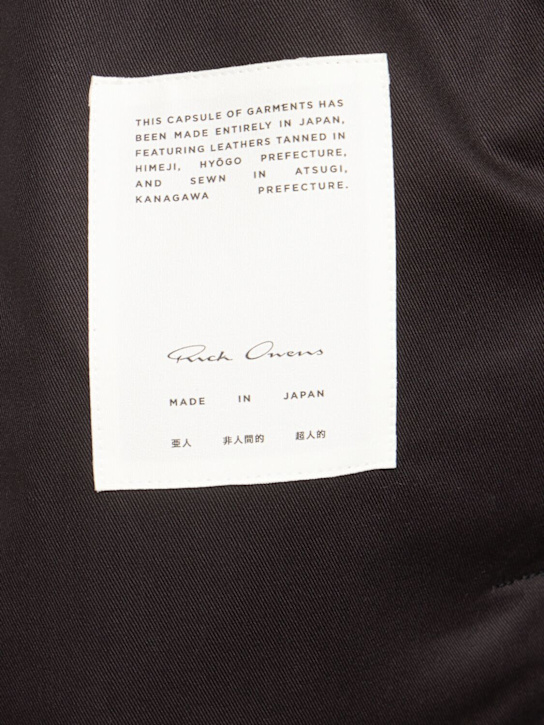 THIS CAPSULE OF GARMENTS HAS
BEEN MADE ENTIRELY IN JAPAN,
FEATURING LEATHERS TANNED IN
HIMEJI, HYŌGO PREFECTURE,
AND SEWN IN ATSUGI,
KANAGAWA PREFECTURE.
Rick Owens
MADE IN JAPAN
亜人 非人間的 超人的